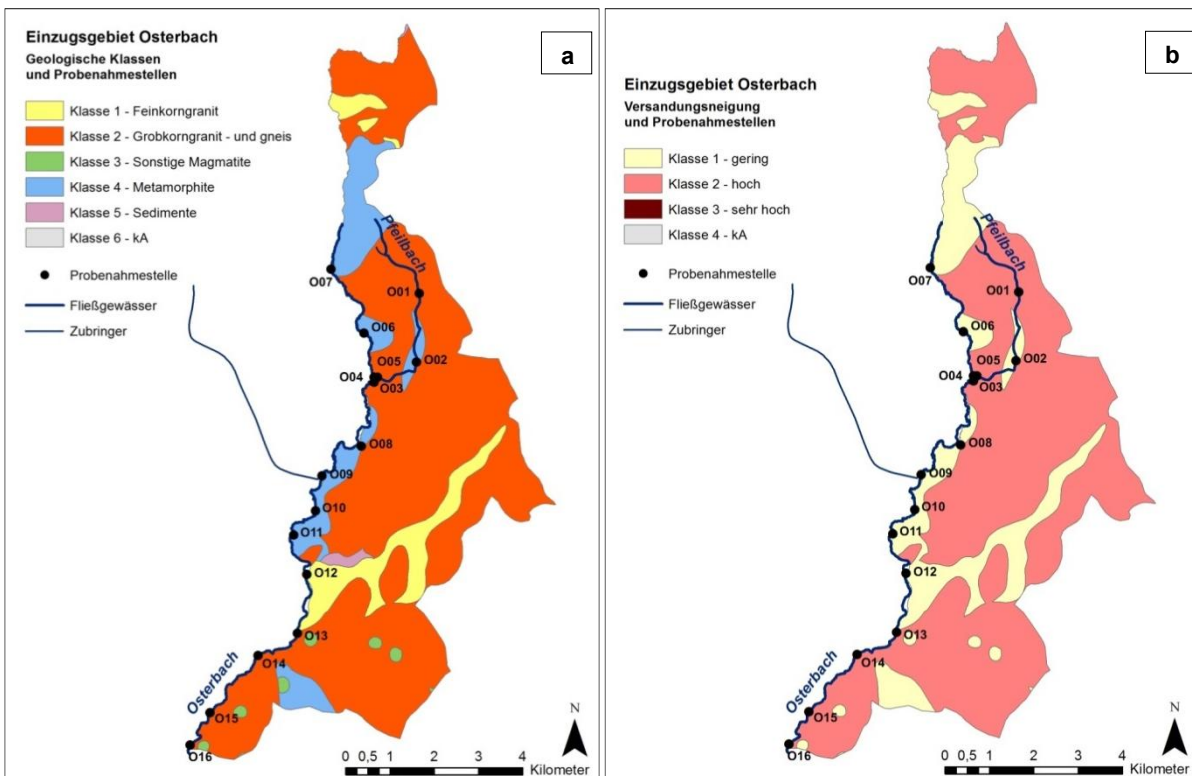 Einzugsgebiet Osterbach
Geologische Klassen
und Probenahmestellen
Klasse 1 - Feinkorngranit
Klasse 2 - Grobkorngranit - und gneis
Klasse 3 - Sonstige Magmatite
Klasse 4 - Metamorphite
Klasse 5 - Sedimente
Klasse 6 - kA
Probenahmestelle
Fließgewässer
Zubringer
a
Pfeilbach
O07
O01
O06
O02
O05
O04
O03
O08
O09
O10
O11
O12
O13
O14
Osterbach
O15
O16
N
0 0,5 1 2 3 4
Kilometer
Einzugsgebiet Osterbach
Versandungsneigung
und Probenahmestellen
Klasse 1 - gering
Klasse 2 - hoch
Klasse 3 - sehr hoch
Klasse 4 - kA
Probenahmestelle
Fließgewässer
Zubringer
b
Pfeilbach
O07
O01
O06
O02
O05
O04
O03
O08
O09
O10
O11
O12
O13
O14
Osterbach
O15
O16
N
0 0,5 1 2 3 4
Kilometer